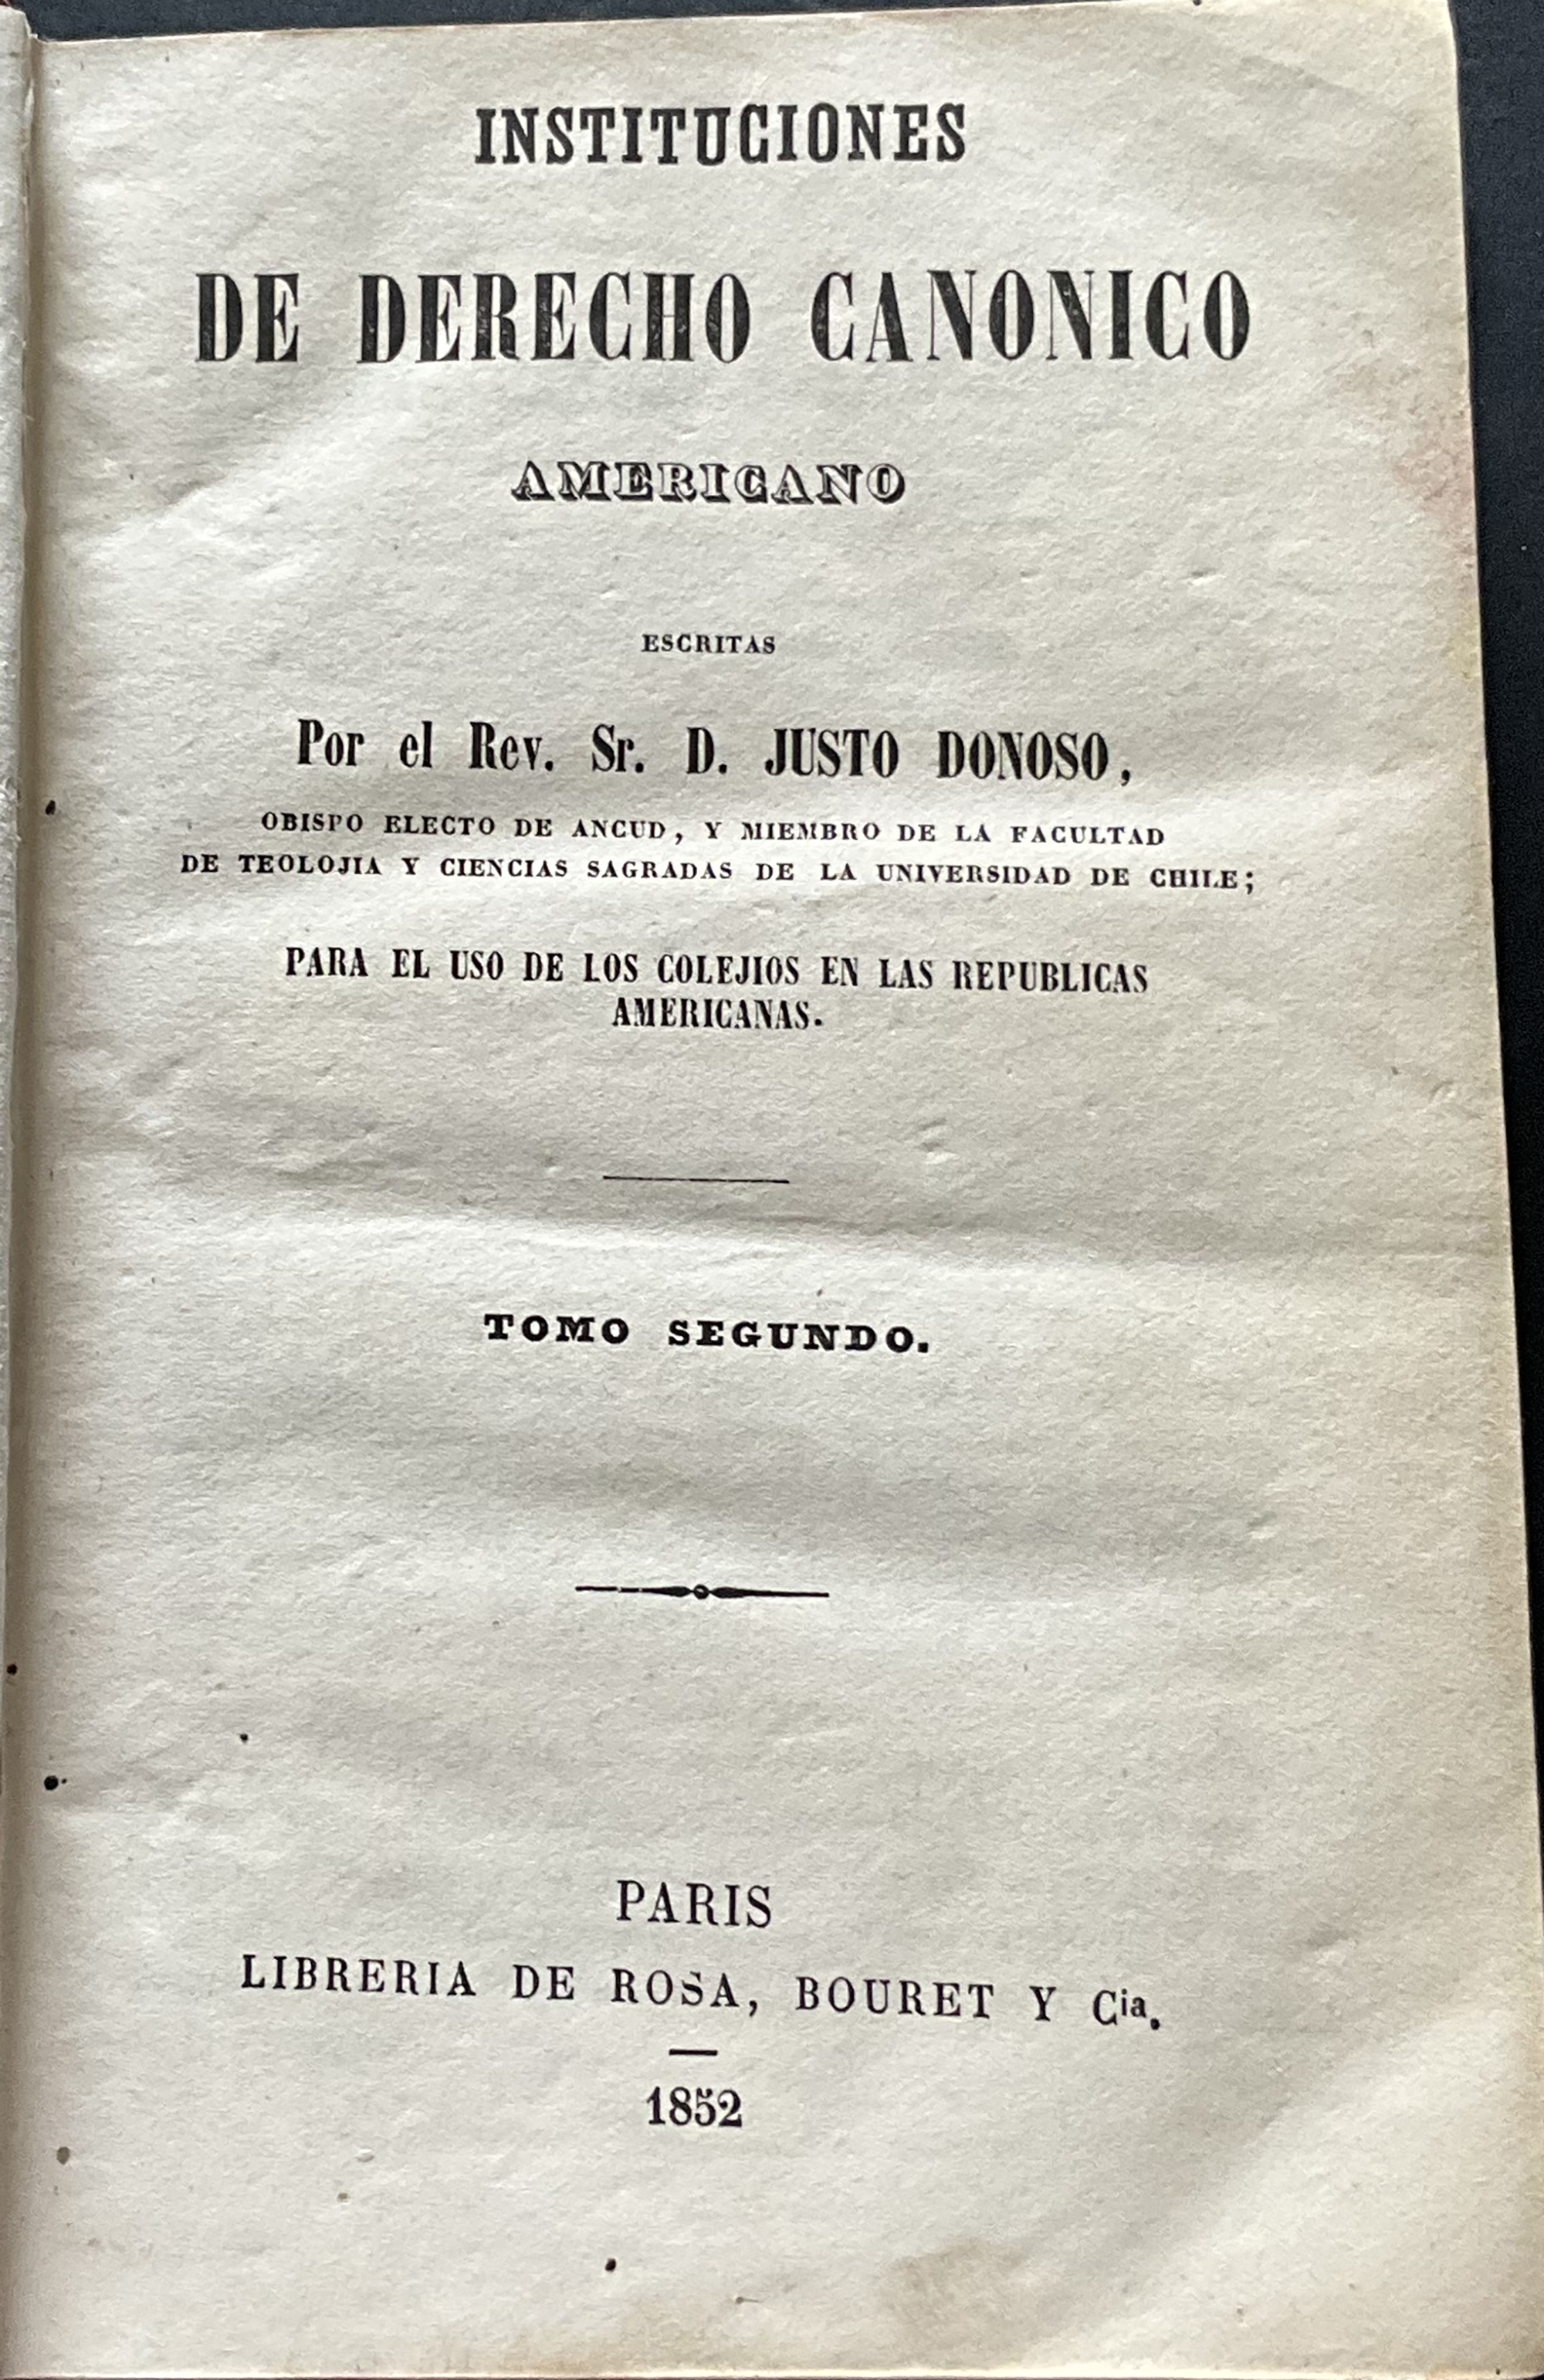 INSTITUCIONES
DE DERECHO CANONICO
AMERICANO
ESCRITAS
Por el Rev. Sr. D. JUSTO DONOSO,
OBISPO ELECTO DE ANCUD, Y MIEMBRO DE LA FACULTAD
DE TEOLOJIA Y CIENCIAS SAGRADAS DE LA UNIVERSIDAD DE CHILE;
PARA EL USO DE LOS COLEJIOS EN LAS REPUBLICAS
AMERICANAS.
TOMO SEGUNDO.
PARIS
LIBRERIA DE ROSA, BOURET Y Cia.
1852